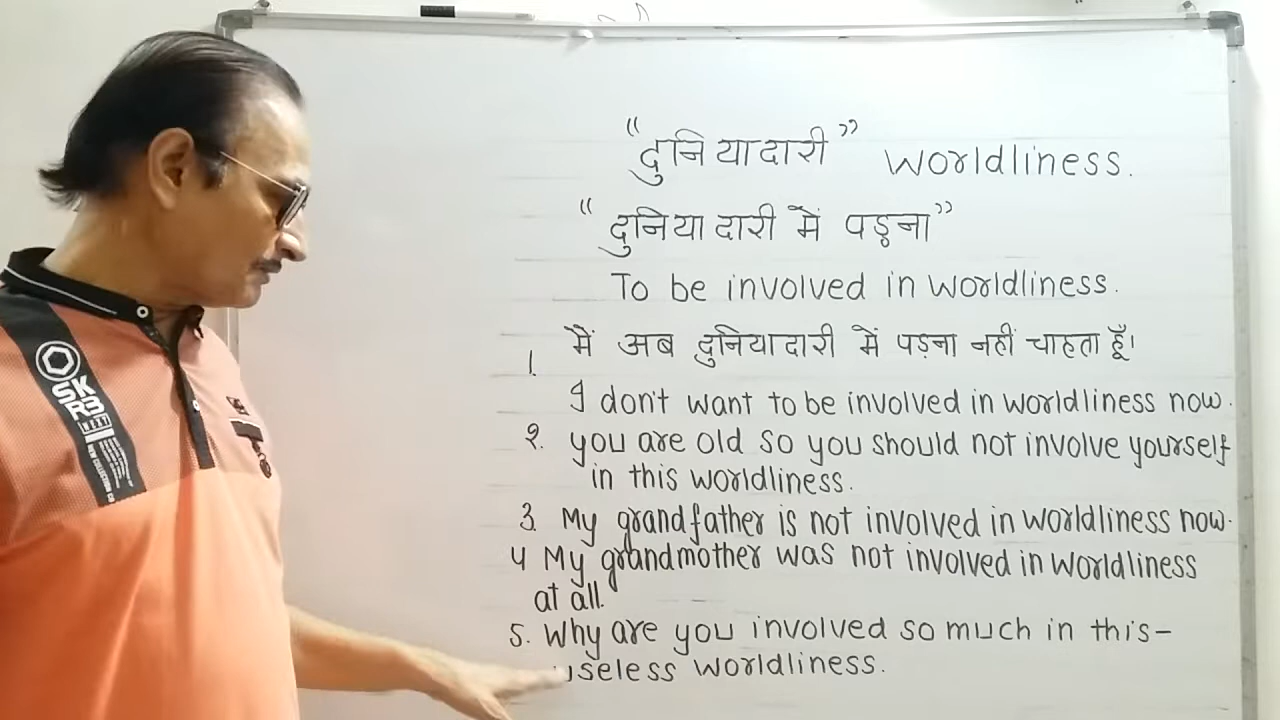 "दुनियादारी" Worldliness.
"दुनियादारी में पड़ना"
To be involved in worldliness.
1. मैं अब दुनियादारी में पड़ना नहीं चाहता हूँ।
I don't want to be involved in worldliness now.
2. you are old so you should not involve yourself
in this worldliness.
3. My grandfather is not involved in worldliness now.
4 My grandmother was not involved in worldliness
at all.
5. Why are you involved so much in this-
useless worldliness.